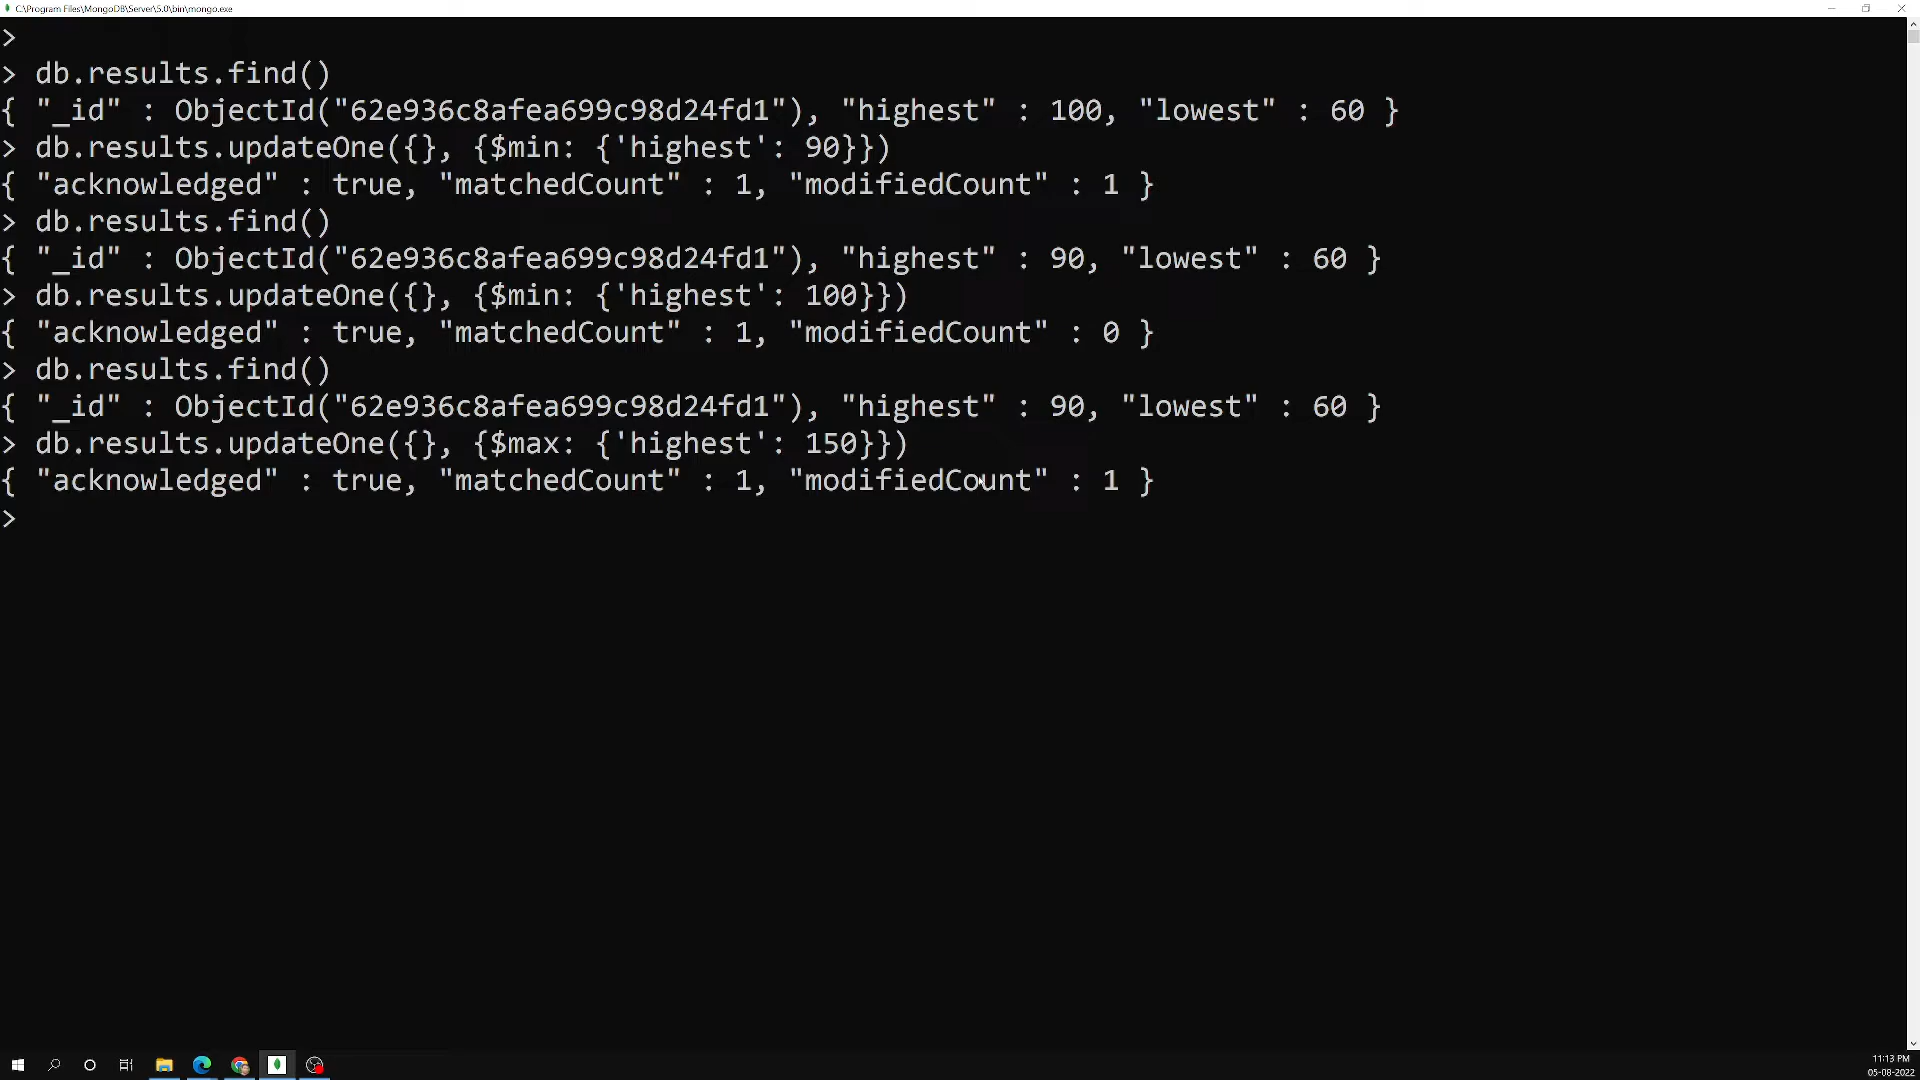 C:\Program Files\MongoDB\Server\5.0\bin\mongo.exe
>
> db.results.find()
{ "_id" : ObjectId("62e936c8afea699c98d24fd1"), "highest" : 100, "lowest" : 60 }
> db.results.updateOne({}, {$min: {'highest': 90}})
{ "acknowledged" : true, "matchedCount" : 1, "modifiedCount" : 1 }
> db.results.find()
{ "_id" : ObjectId("62e936c8afea699c98d24fd1"), "highest" : 90, "lowest" : 60 }
> db.results.updateOne({}, {$min: {'highest': 100}})
{ "acknowledged" : true, "matchedCount" : 1, "modifiedCount" : 0 }
> db.results.find()
{ "_id" : ObjectId("62e936c8afea699c98d24fd1"), "highest" : 90, "lowest" : 60 }
> db.results.updateOne({}, {$max: {'highest': 150}})
{ "acknowledged" : true, "matchedCount" : 1, "modifiedCount" : 1 }
>
11:13 PM
05-08-2022